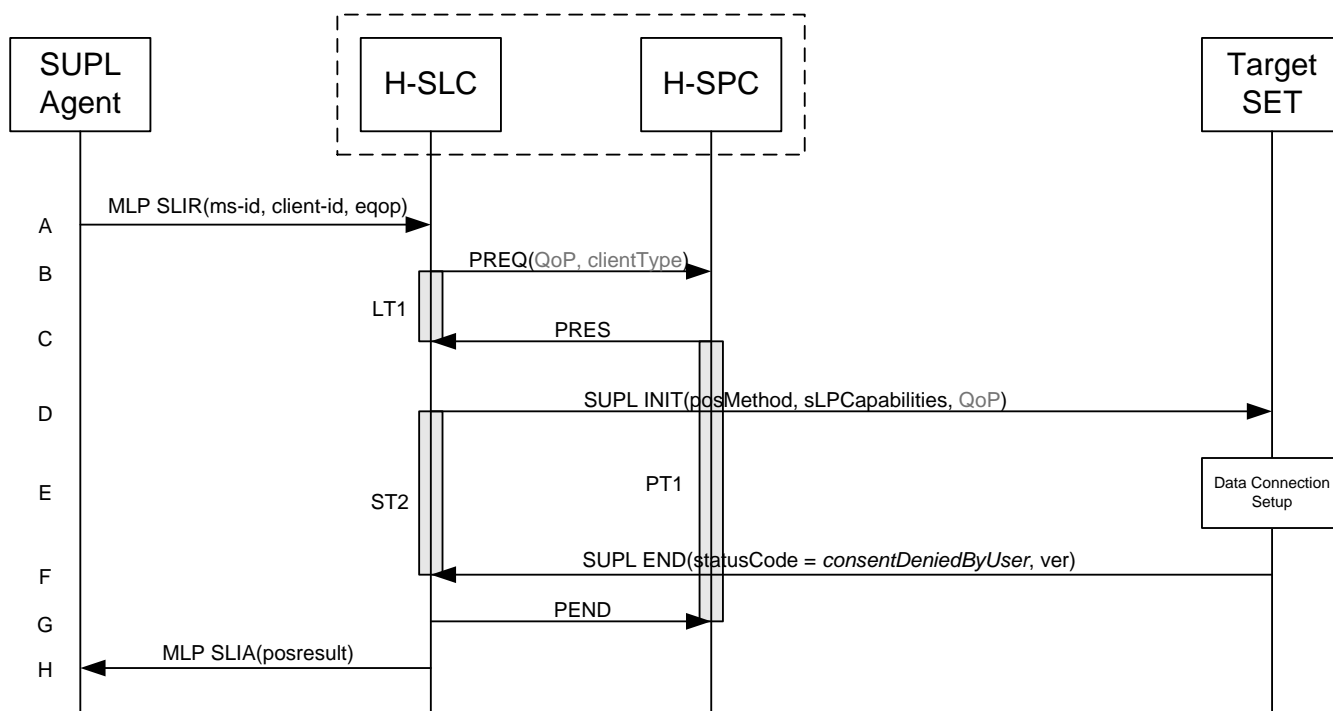 SUPL
Agent
H-SLC
H-SPC
Target
SET
A
MLP SLIR(ms-id, client-id, eqop)
B
PREQ(QoP, clientType)
LT1
C
PRES
D
SUPL INIT(posMethod, sLPCapabilities, QoP)
E
ST2
PT1
Data Connection
Setup
F
SUPL END(statusCode = consentDeniedByUser, ver)
G
PEND
H
MLP SLIA(posresult)